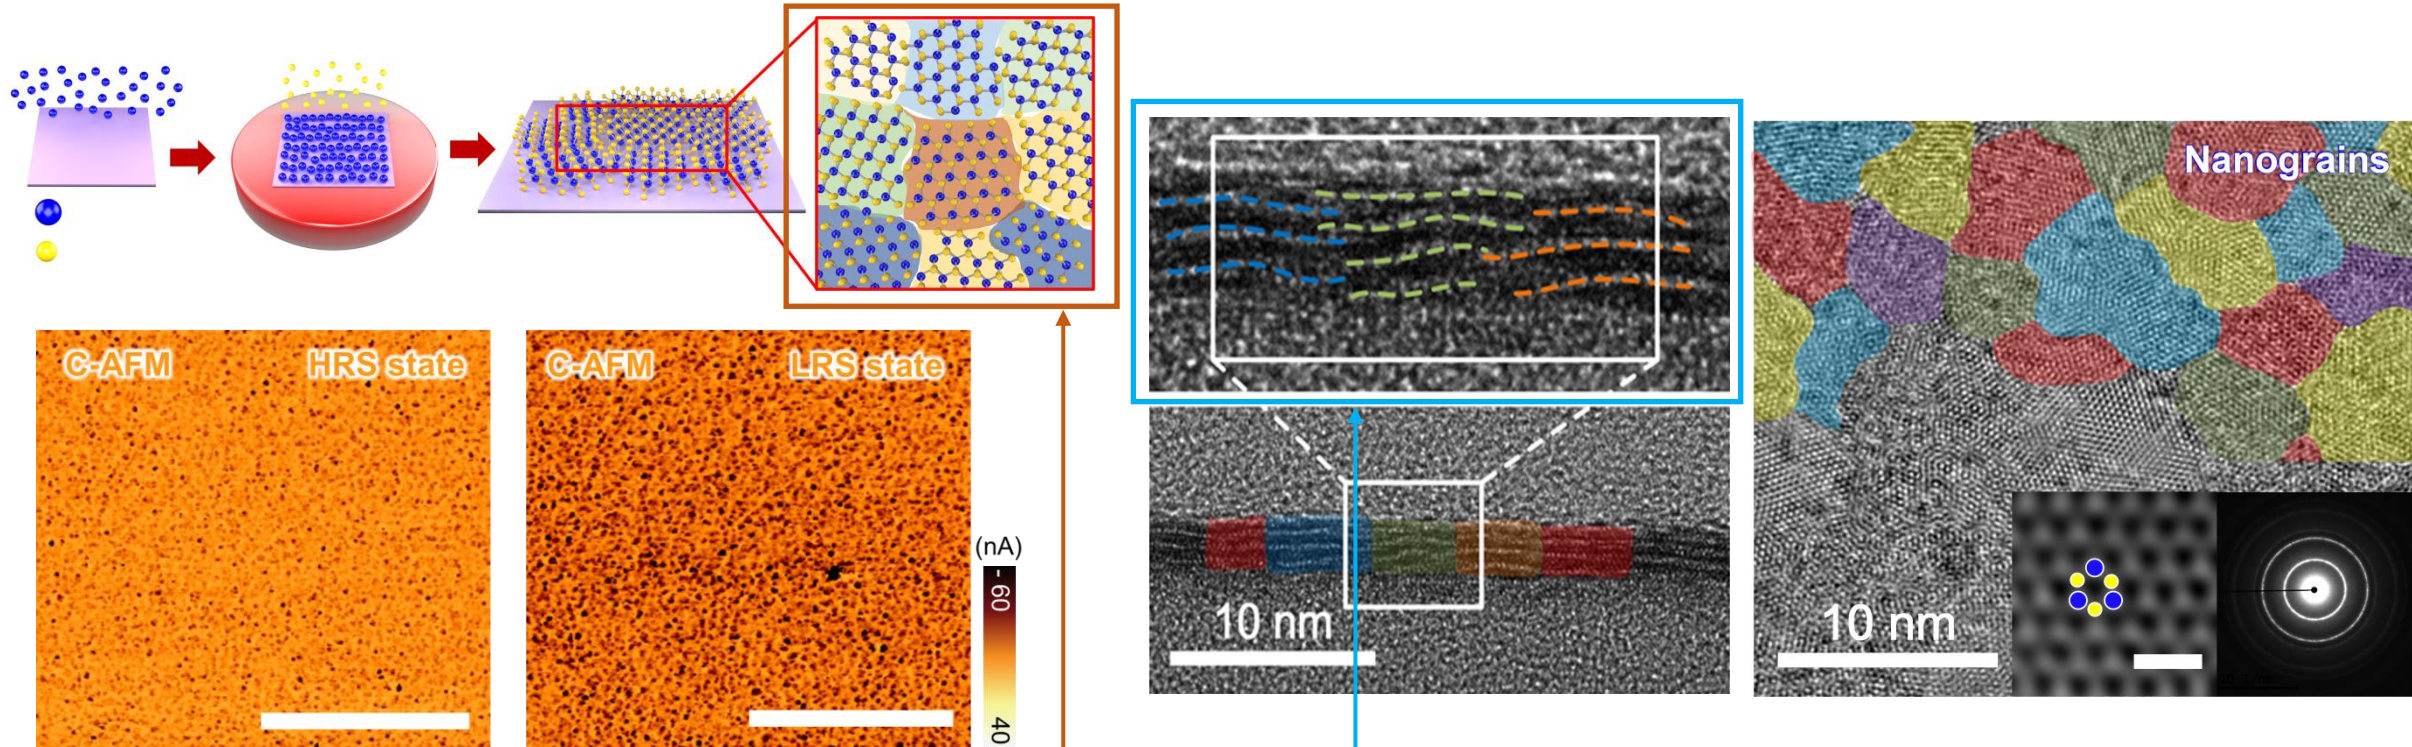 C-AFM
HRS state
C-AFM
LRS state
(nA)
- 60
40
10 nm
Nanograins
10 nm